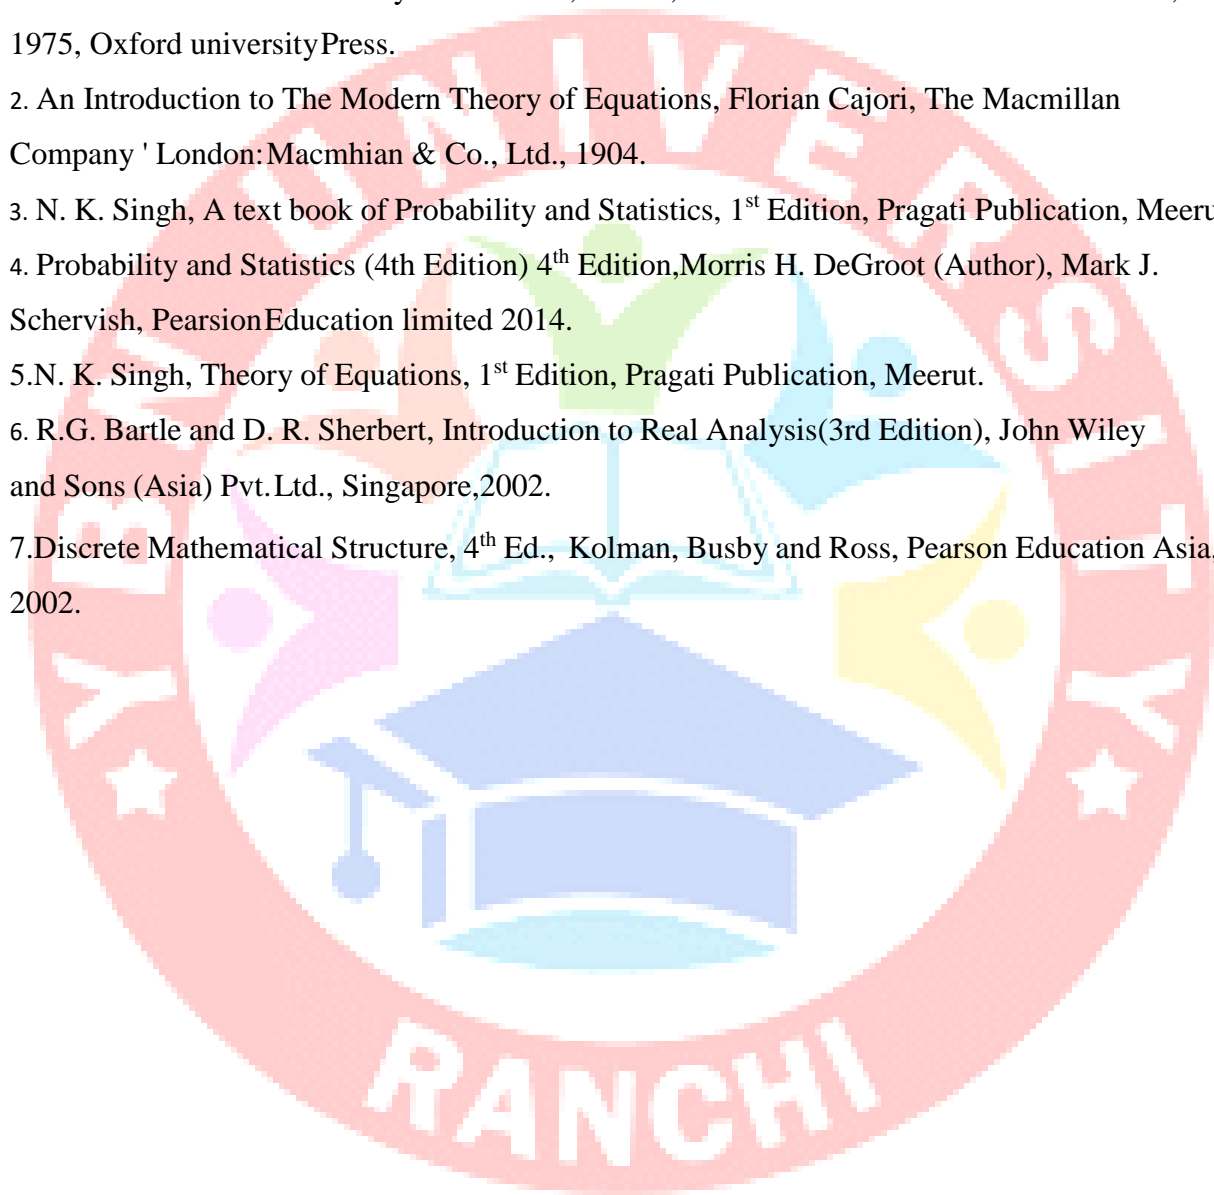 1975, Oxford universityPress.
2. An Introduction to The Modern Theory of Equations, Florian Cajori, The Macmillan
Company ' London:Macmhian & Co., Ltd., 1904.
3. N. K. Singh, A text book of Probability and Statistics, 1st Edition, Pragati Publication, Meeru
4. Probability and Statistics (4th Edition) 4th Edition,Morris H. DeGroot (Author), Mark J.
Schervish, PearsionEducation limited 2014.
5.N. K. Singh, Theory of Equations, 1st Edition, Pragati Publication, Meerut.
6. R.G. Bartle and D. R. Sherbert, Introduction to Real Analysis(3rd Edition), John Wiley
and Sons (Asia) Pvt.Ltd., Singapore,2002.
7.Discrete Mathematical Structure, 4th Ed., Kolman, Busby and Ross, Pearson Education Asia,
2002.
YBN UNIVERSITY
RANCHI